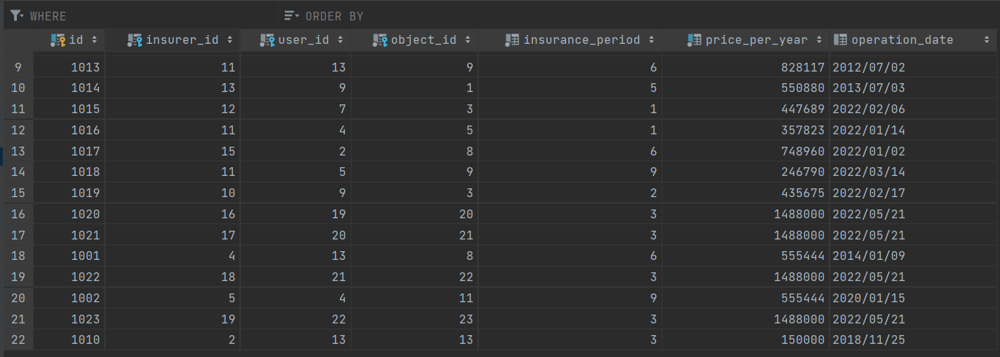 WHERE ORDER BY
id insurer_id user_id object_id insurance_period price_per_year operation_date
9 1013 11 13 9 6 828117 2012/07/02
10 1014 13 9 1 5 550880 2013/07/03
11 1015 12 7 3 1 447689 2022/02/06
12 1016 11 4 5 1 357823 2022/01/14
13 1017 15 2 8 6 748960 2022/01/02
14 1018 11 5 9 9 246790 2022/03/14
15 1019 10 9 3 2 435675 2022/02/17
16 1020 16 19 20 3 1488000 2022/05/21
17 1021 17 20 21 3 1488000 2022/05/21
18 1001 4 13 8 6 555444 2014/01/09
19 1022 18 21 22 3 1488000 2022/05/21
20 1002 5 4 11 9 555444 2020/01/15
21 1023 19 22 23 3 1488000 2022/05/21
22 1010 2 13 13 3 150000 2018/11/25